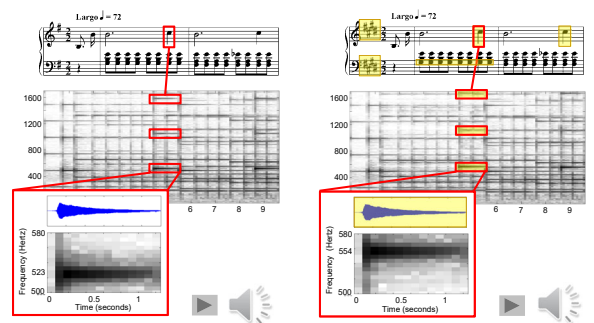 Largo ♩ = 72
1600
1200
800
400
6 7 8 9
580
523
500
Frequency (Hertz)
0 0.5 1
Time (seconds)
Largo ♩ = 72
1600
1200
800
400
6 7 8 9
580
554
500
Frequency (Hertz)
0 0.5 1
Time (seconds)